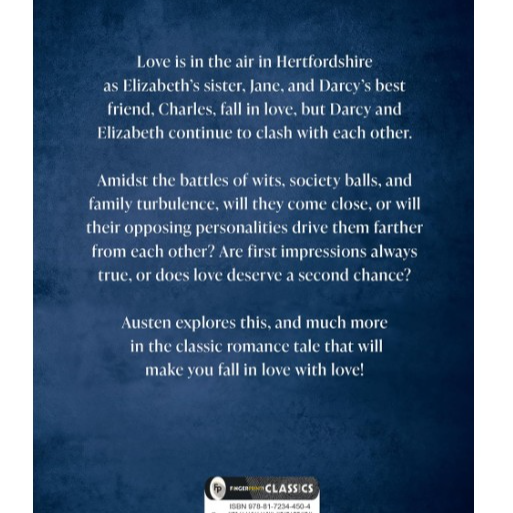 Love is in the air in Hertfordshire
as Elizabeth's sister, Jane, and Darcy's best
friend, Charles, fall in love, but Darcy and
Elizabeth continue to clash with each other.
Amidst the battles of wits, society balls, and
family turbulence, will they come close, or will
their opposing personalities drive them farther
from each other? Are first impressions always
true, or does love deserve a second chance?
Austen explores this, and much more
in the classic romance tale that will
make you fall in love with love!
FP FINGERPRINT! CLASSICS
ISBN 978-81-7234-450-4